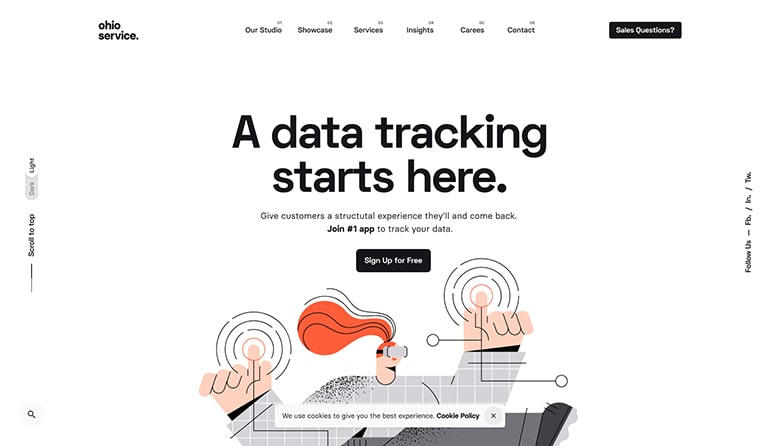 ohio
service.
01 02 03 04 05 06
Our Studio Showcase Services Insights Carees Contact
Sales Questions?
A data tracking
starts here.
Give customers a structutal experience they'll and come back.
Join #1 app to track your data.
Sign Up for Free
Dark Light
Scroll to top
Follow Us — Fb. / In. / Tw.
We use cookies to give you the best experience. Cookie Policy